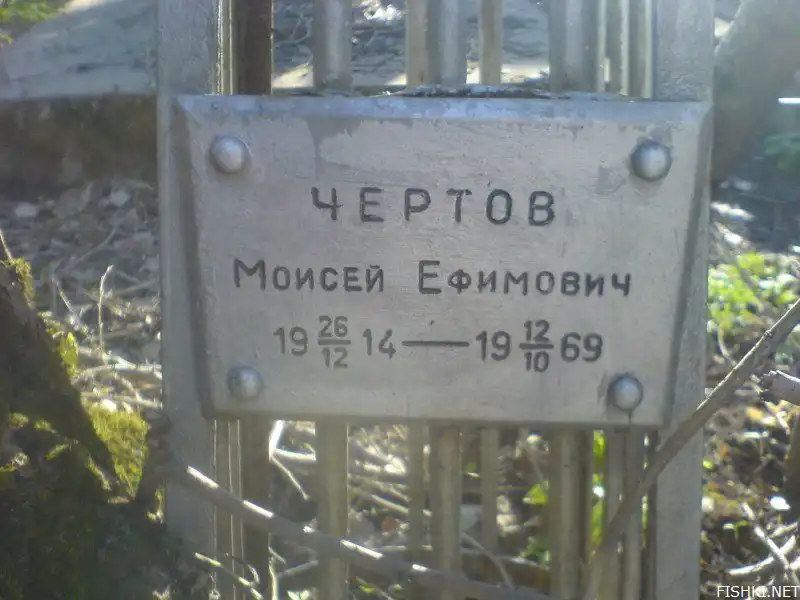 ЧЕРТОВ
Моисей Ефимович
19 26/12 14 — 19 12/10 69
FISHKI.NET